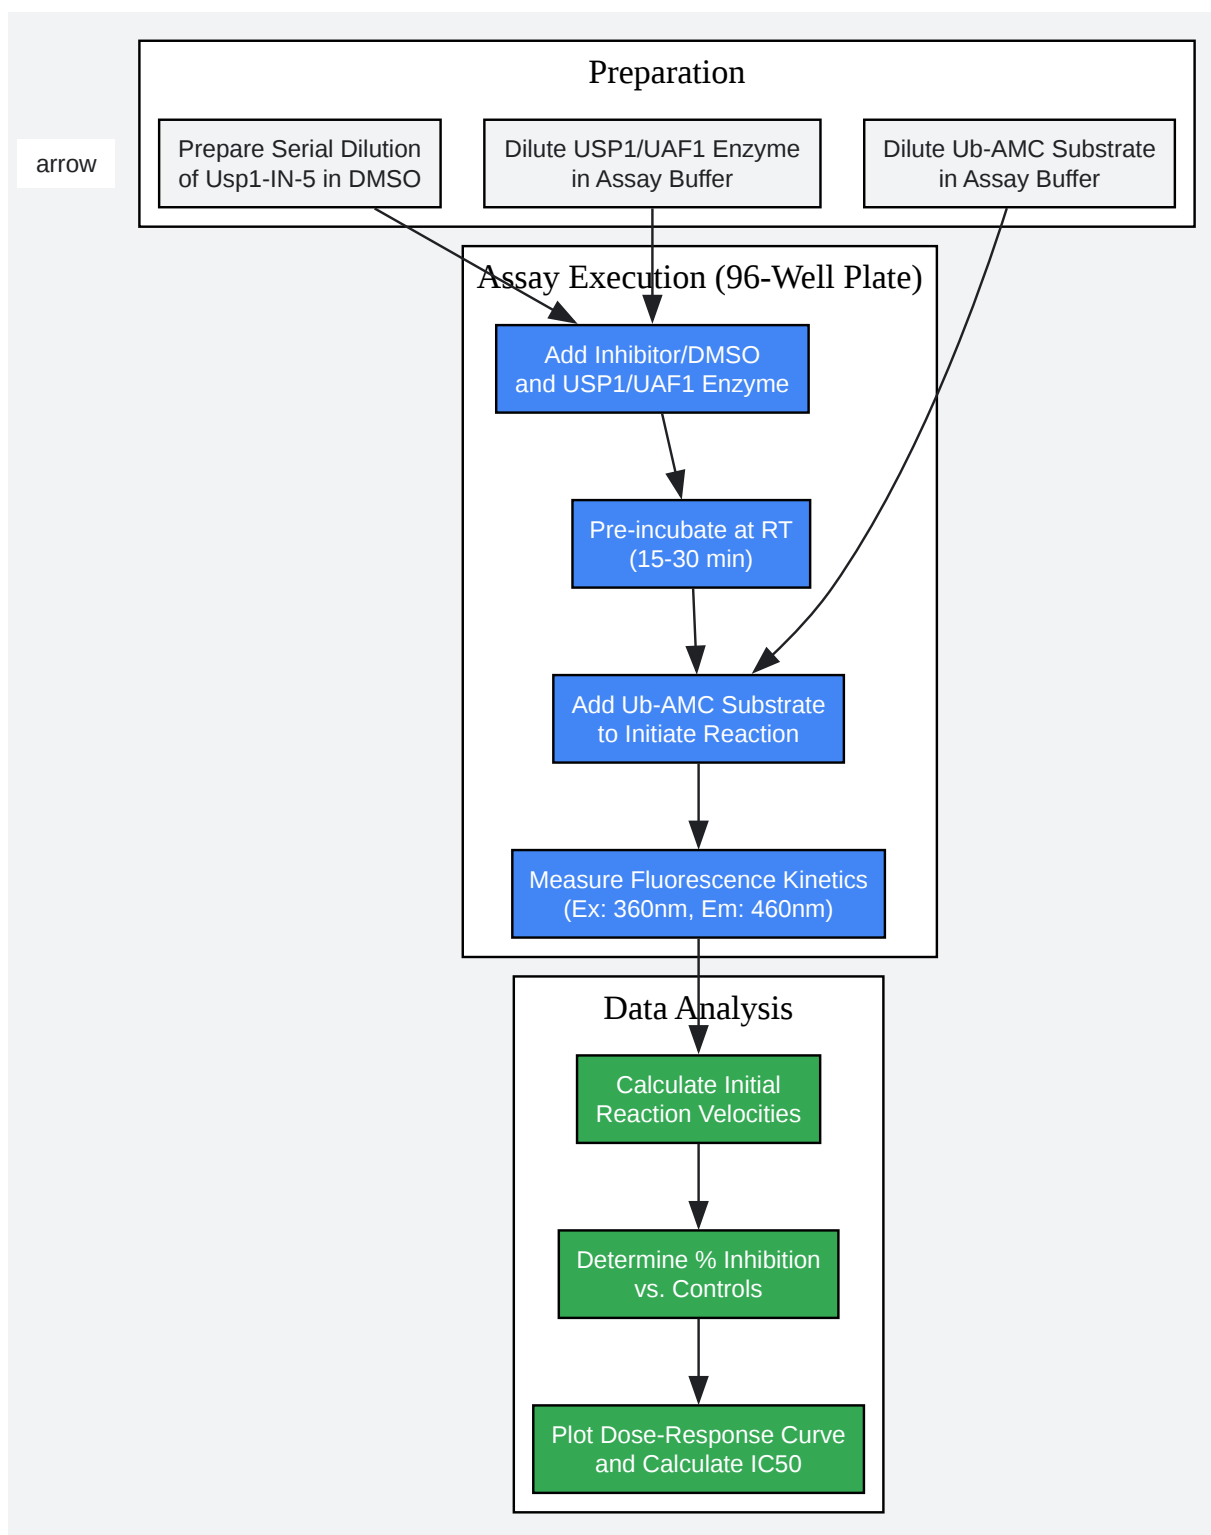 Preparation
arrow
Prepare Serial Dilution
of Usp1-IN-5 in DMSO
Dilute USP1/UAF1 Enzyme
in Assay Buffer
Dilute Ub-AMC Substrate
in Assay Buffer
Assay Execution (96-Well Plate)
Add Inhibitor/DMSO
and USP1/UAF1 Enzyme
Pre-incubate at RT
(15-30 min)
Add Ub-AMC Substrate
to Initiate Reaction
Measure Fluorescence Kinetics
(Ex: 360nm, Em: 460nm)
Data Analysis
Calculate Initial
Reaction Velocities
Determine % Inhibition
vs. Controls
Plot Dose-Response Curve
and Calculate IC50